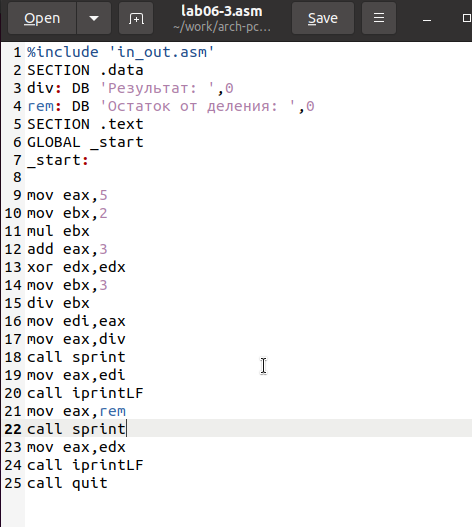 Open
lab06-3.asm
~/work/arch-pc...
Save
1 %include 'in_out.asm'
2 SECTION .data
3 div: DB 'Результат: ',0
4 rem: DB 'Остаток от деления: ',0
5 SECTION .text
6 GLOBAL _start
7 _start:
8
9 mov eax,5
10 mov ebx,2
11 mul ebx
12 add eax,3
13 xor edx,edx
14 mov ebx,3
15 div ebx
16 mov edi,eax
17 mov eax,div
18 call sprint
19 mov eax,edi
20 call iprintLF
21 mov eax,rem
22 call sprint
23 mov eax,edx
24 call iprintLF
25 call quit